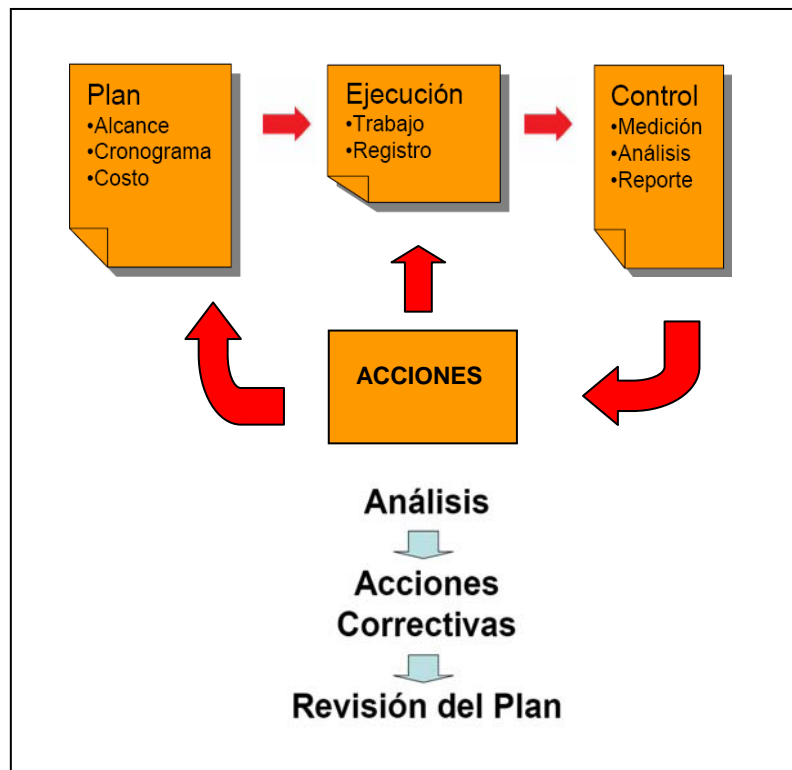 Plan
•Alcance
•Cronograma
•Costo
Ejecución
•Trabajo
•Registro
Control
•Medición
•Análisis
•Reporte
ACCIONES
Análisis
Acciones
Correctivas
Revisión del Plan